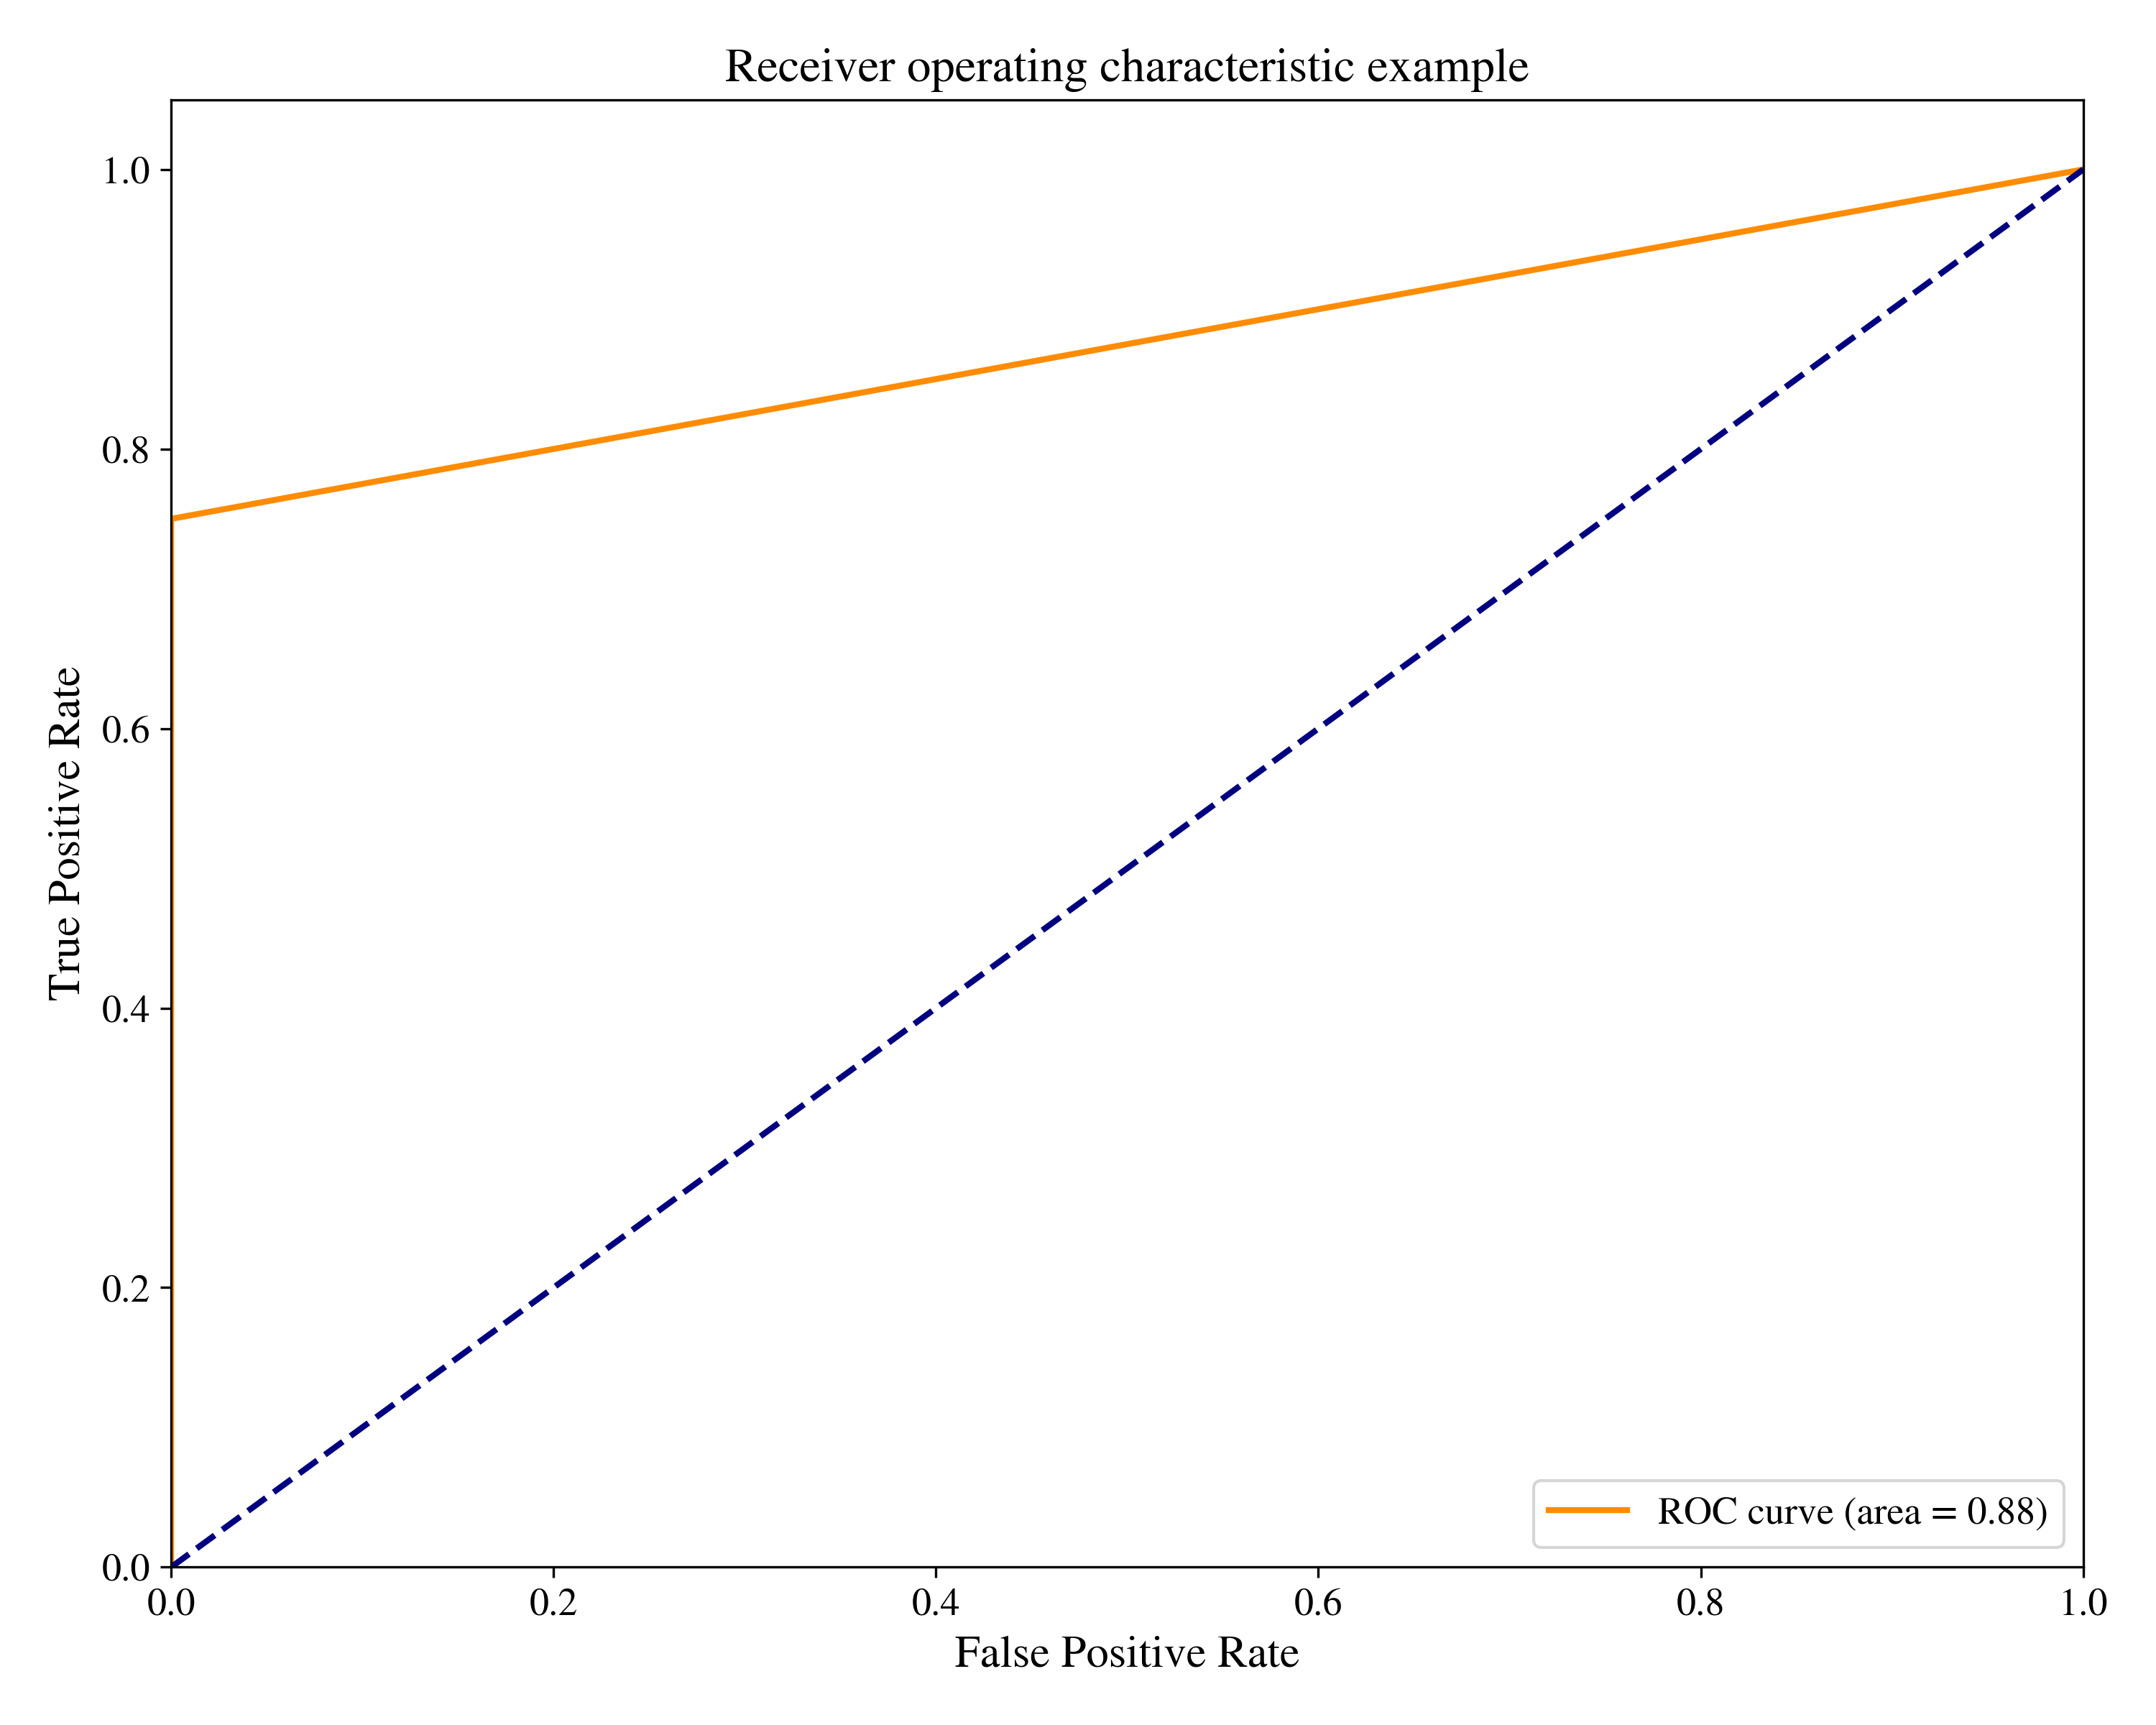 Receiver operating characteristic example
True Positive Rate
1.0
0.8
0.6
0.4
0.2
0.0
0.0 0.2 0.4 0.6 0.8 1.0
False Positive Rate
ROC curve (area = 0.88)